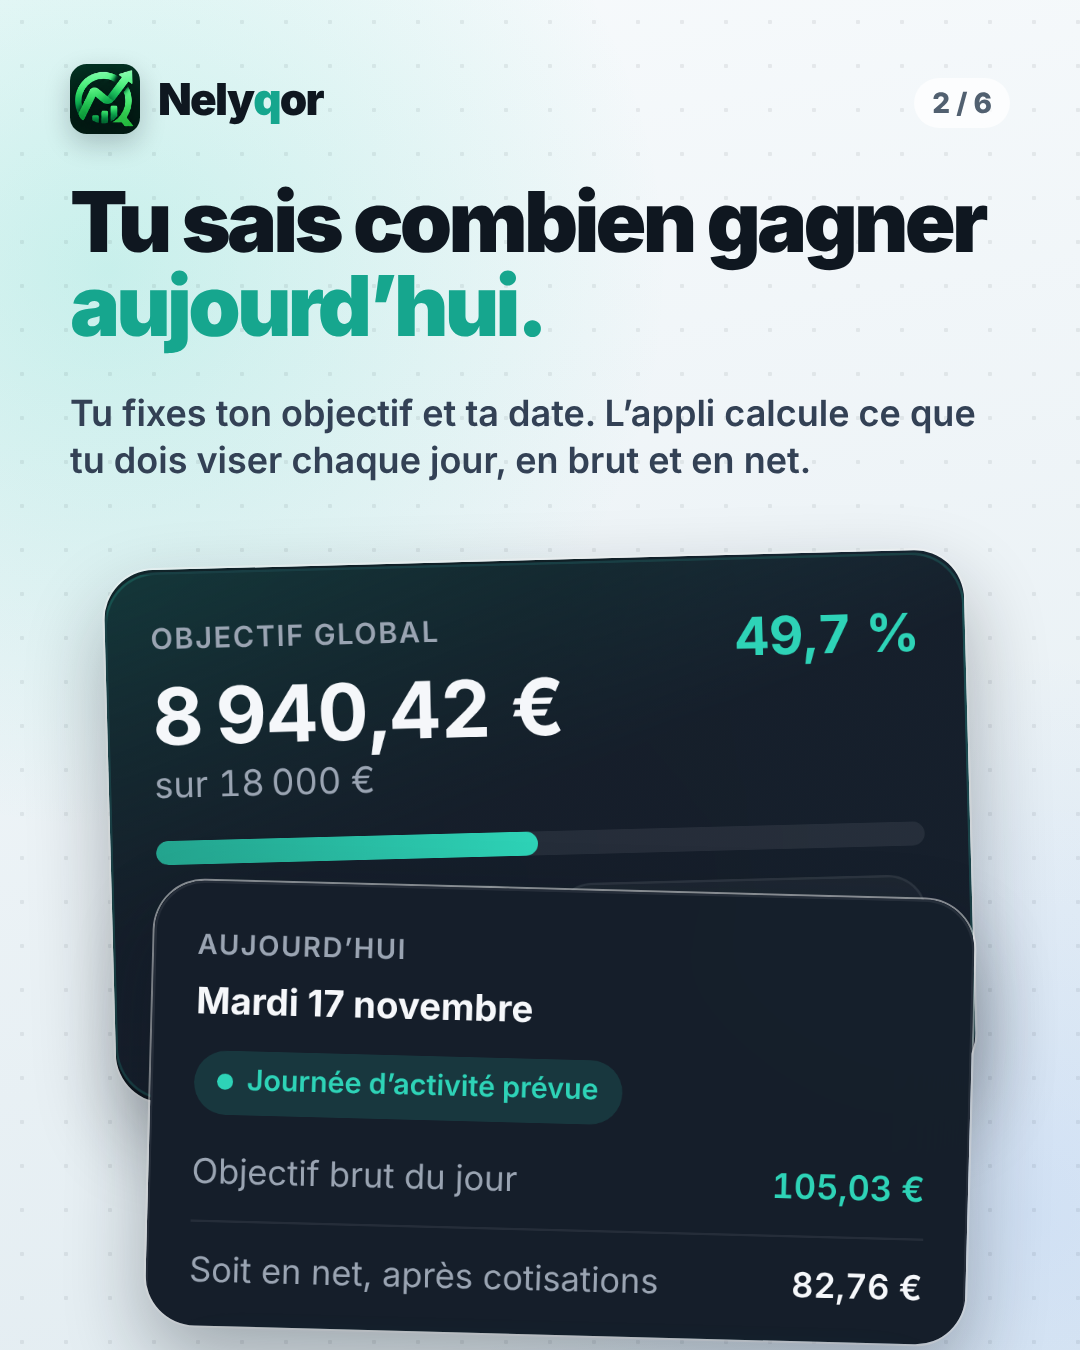 Nelyqor
2 / 6
Tu sais combien gagner
aujourd’hui.
Tu fixes ton objectif et ta date. L’appli calcule ce que
tu dois viser chaque jour, en brut et en net.
OBJECTIF GLOBAL
49,7 %
8 940,42 €
sur 18 000 €
AUJOURD’HUI
Mardi 17 novembre
Journée d’activité prévue
Objectif brut du jour
105,03 €
Soit en net, après cotisations
82,76 €